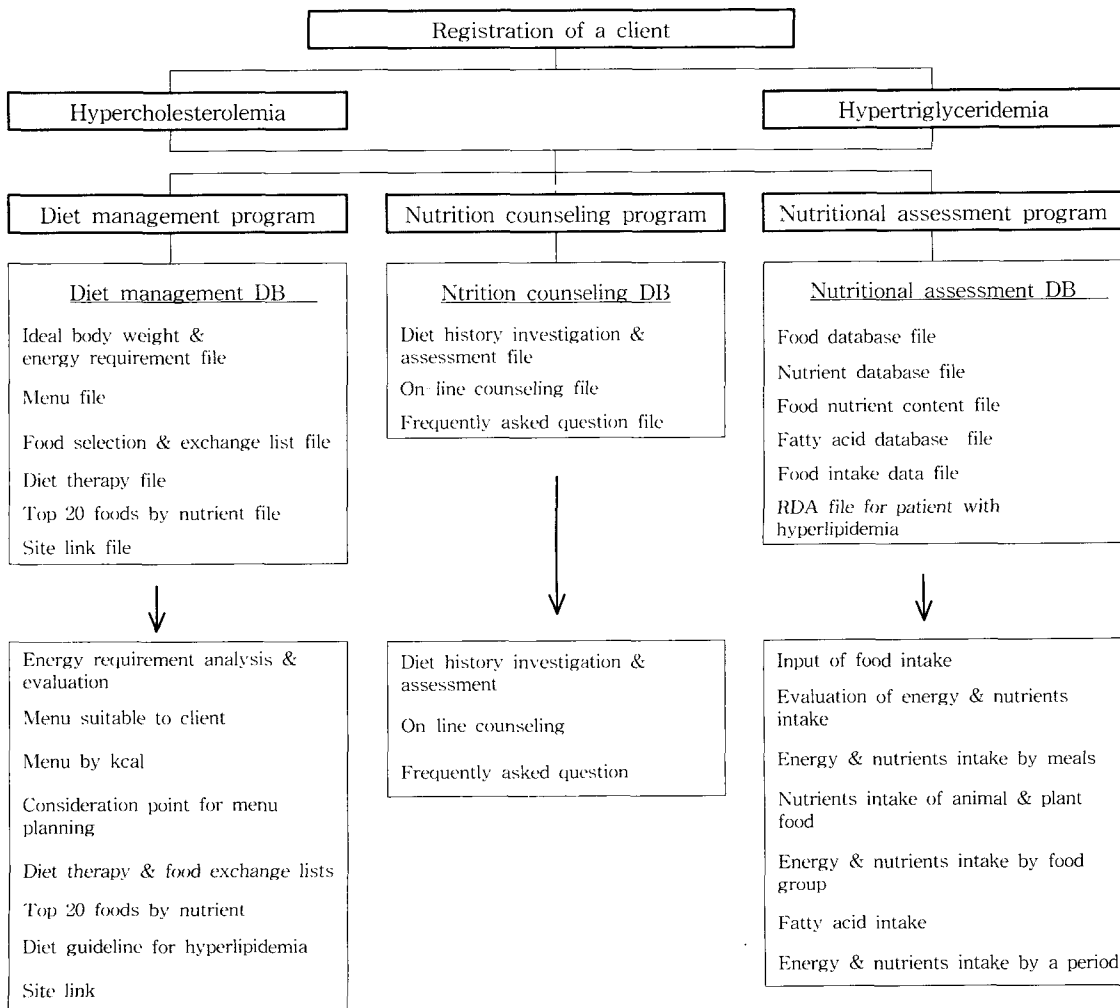 Registration of a client
Hypercholesterolemia
Hypertriglyceridemia
Diet management program
Nutrition counseling program
Nutritional assessment program
Diet management DB
Ideal body weight &
energy requirement file
Menu file
Food selection & exchange list file
Diet therapy file
Top 20 foods by nutrient file
Site link file
Ntrition counseling DB
Diet history investigation &
assessment file
On line counseling file
Frequently asked question file
Nutritional assessment DB
Food database file
Nutrient database file
Food nutrient content file
Fatty acid database file
Food intake data file
RDA file for patient with
hyperlipidemia
Energy requirement analysis &
evaluation
Menu suitable to client
Menu by kcal
Consideration point for menu
planning
Diet therapy & food exchange lists
Top 20 foods by nutrient
Diet guideline for hyperlipidemia
Site link
Diet history investigation &
assessment
On line counseling
Frequently asked question
Input of food intake
Evaluation of energy & nutrients
intake
Energy & nutrients intake by meals
Nutrients intake of animal & plant
food
Energy & nutrients intake by food
group
Fatty acid intake
Energy & nutrients intake by a period